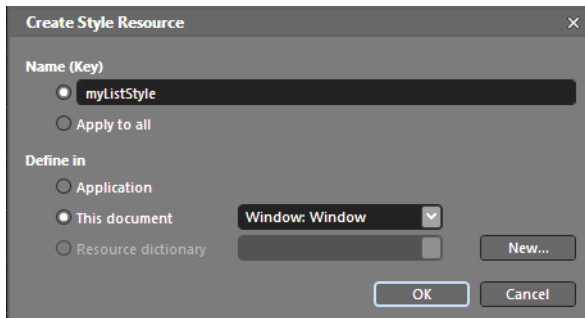 Create Style Resource
Name (Key)
myListStyle
Apply to all
Define in
Application
This document Window: Window
Resource dictionary New...
OK Cancel